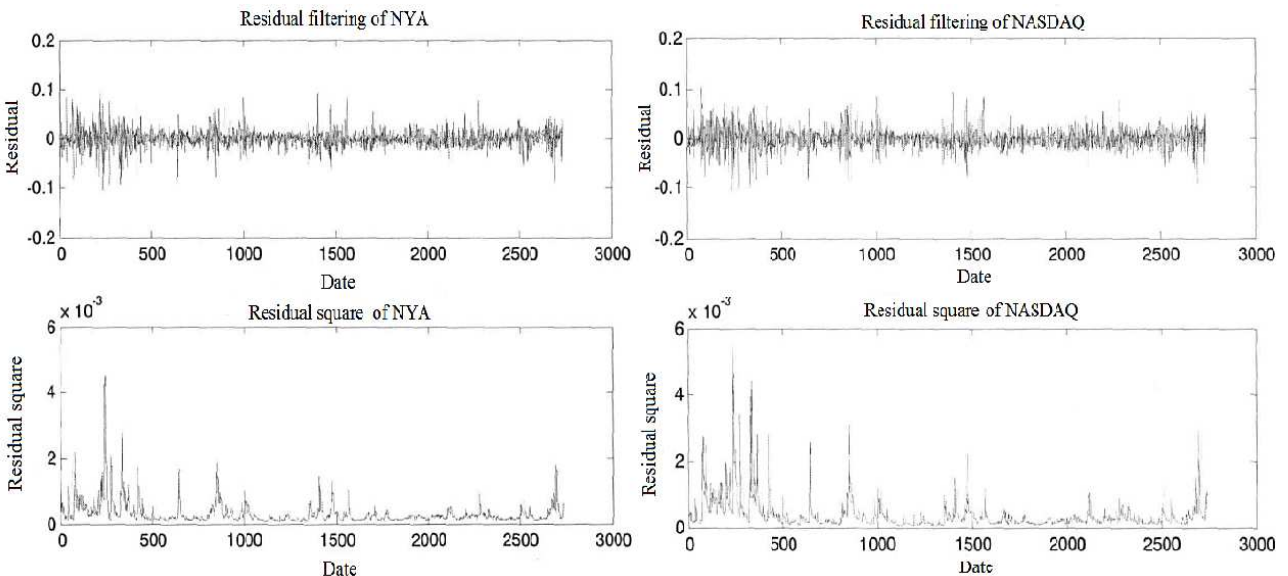 Residual filtering of NYA
0.2
0.1
0
-0.1
-0.2
Residual
0 500 1000 1500 2000 2500 3000
Date
Residual filtering of NASDAQ
0.2
0.1
0
-0.1
-0.2
Residual
0 500 1000 1500 2000 2500 3000
Date
Residual square of NYA
x 10-3
6
4
2
0
Residual square
0 500 1000 1500 2000 2500 3000
Date
Residual square of NASDAQ
x 10-3
6
4
2
0
Residual square
0 500 1000 1500 2000 2500 3000
Date